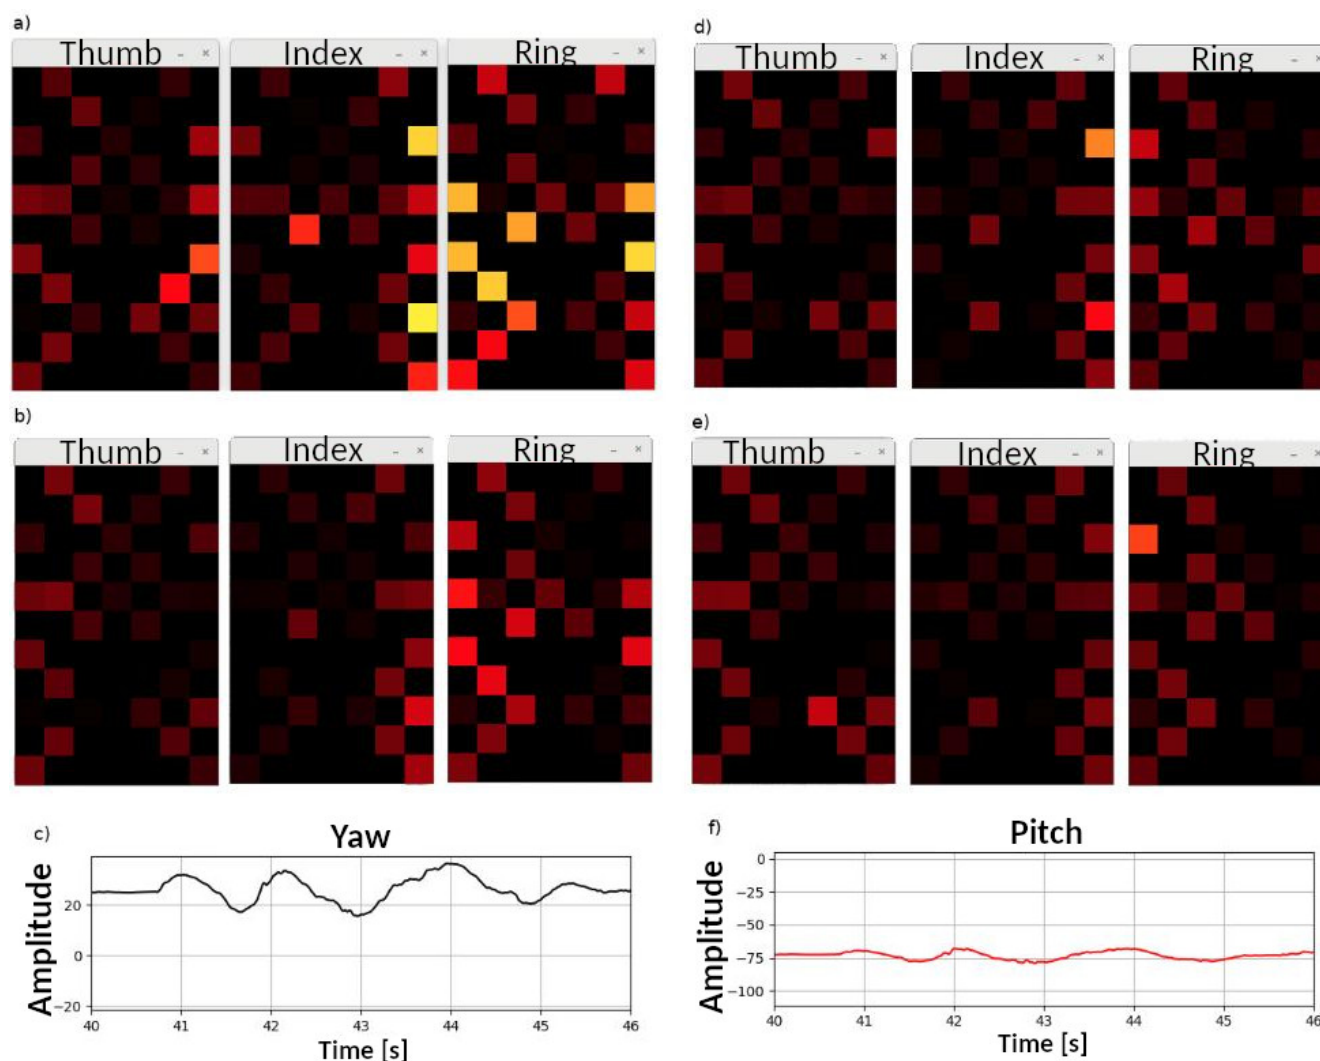 a)
Thumb – × Index – × Ring – ×
d)
Thumb – × Index – × Ring – ×
b)
Thumb – × Index – × Ring – ×
e)
Thumb – × Index – × Ring – ×
c)
Yaw
Amplitude
20
0
−20
40 41 42 43 44 45 46
Time [s]
f)
Pitch
Amplitude
0
−25
−50
−75
−100
40 41 42 43 44 45 46
Time [s]